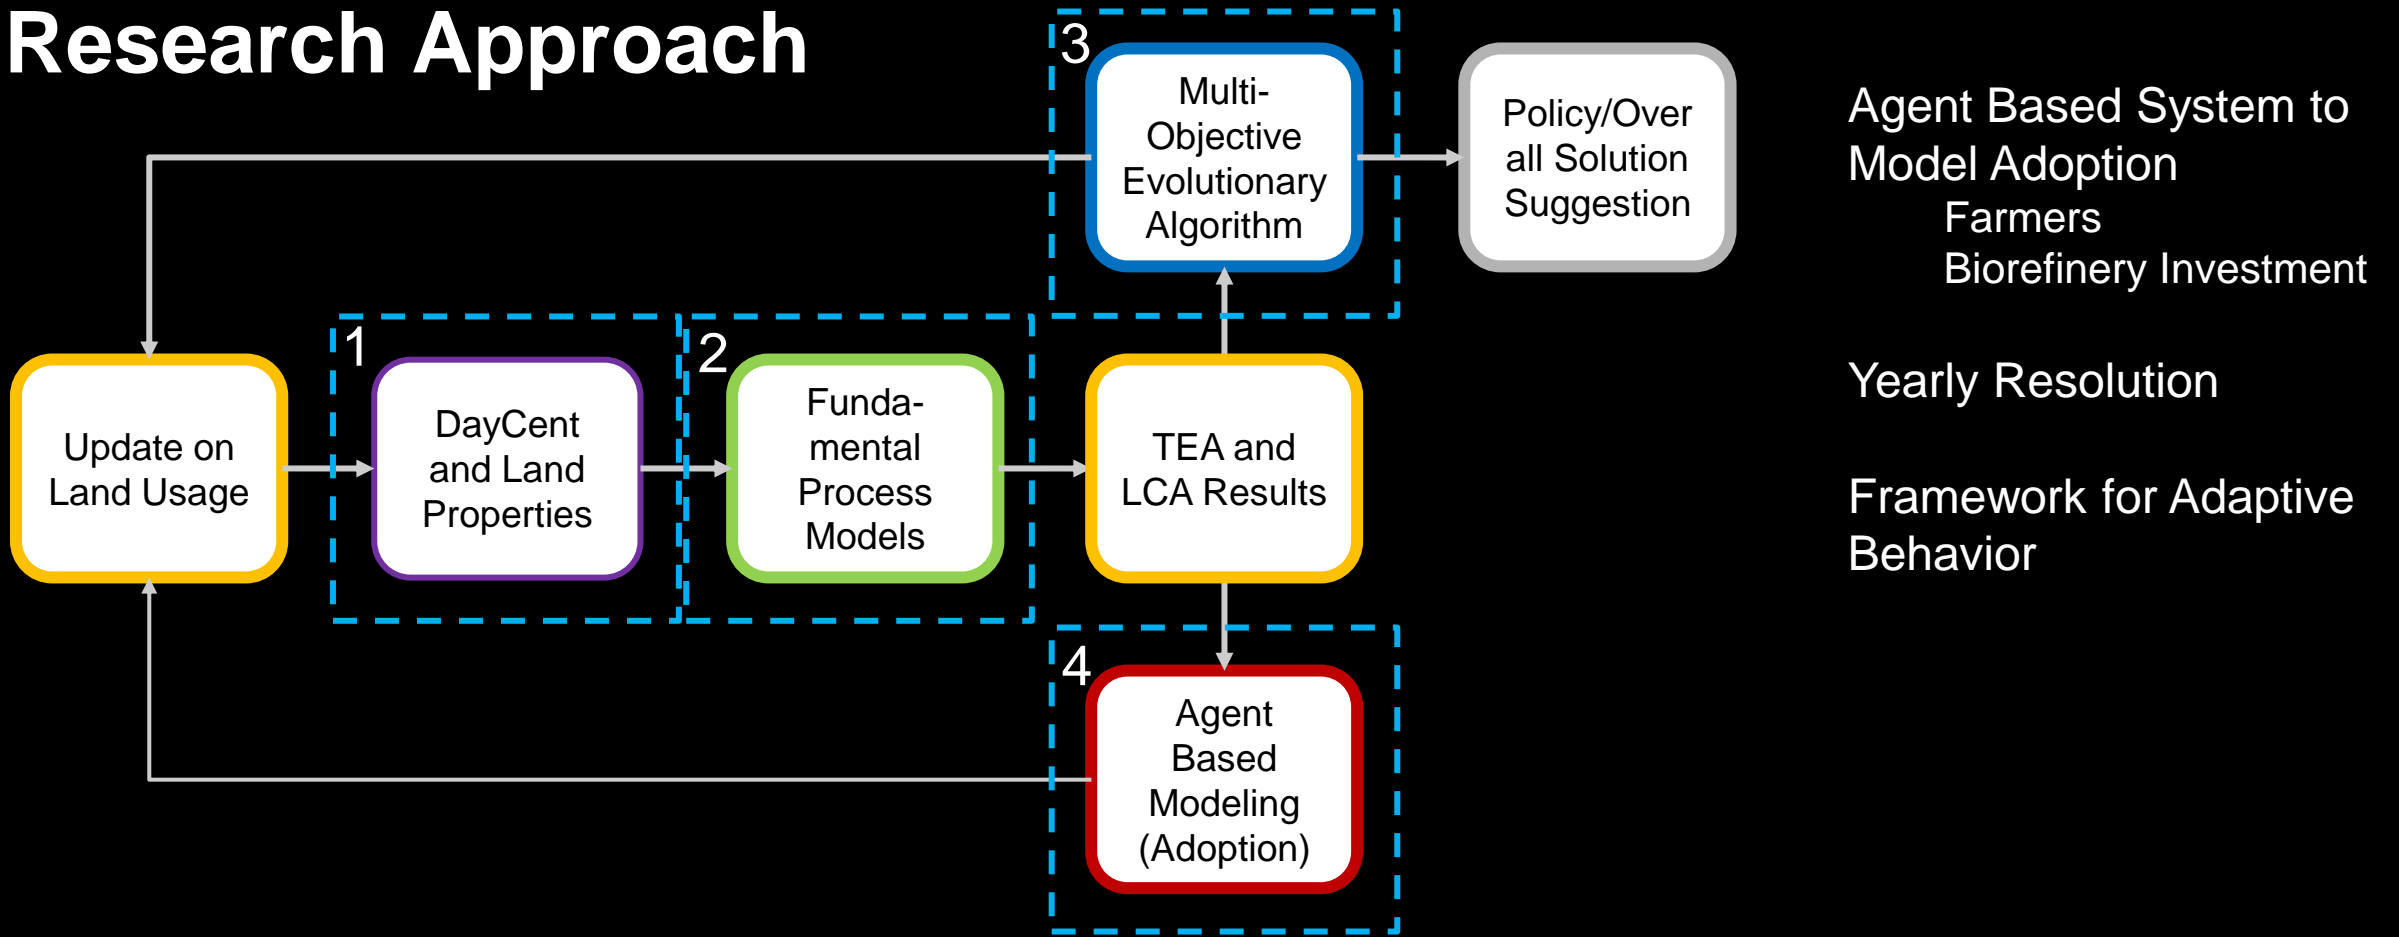 Research Approach
3
Multi-
Objective
Evolutionary
Algorithm
Policy/Over
all Solution
Suggestion
Agent Based System to
Model Adoption
Farmers
Biorefinery Investment
Yearly Resolution
Framework for Adaptive
Behavior
Update on
Land Usage
1
DayCent
and Land
Properties
2
Funda-
mental
Process
Models
TEA and
LCA Results
4
Agent
Based
Modeling
(Adoption)